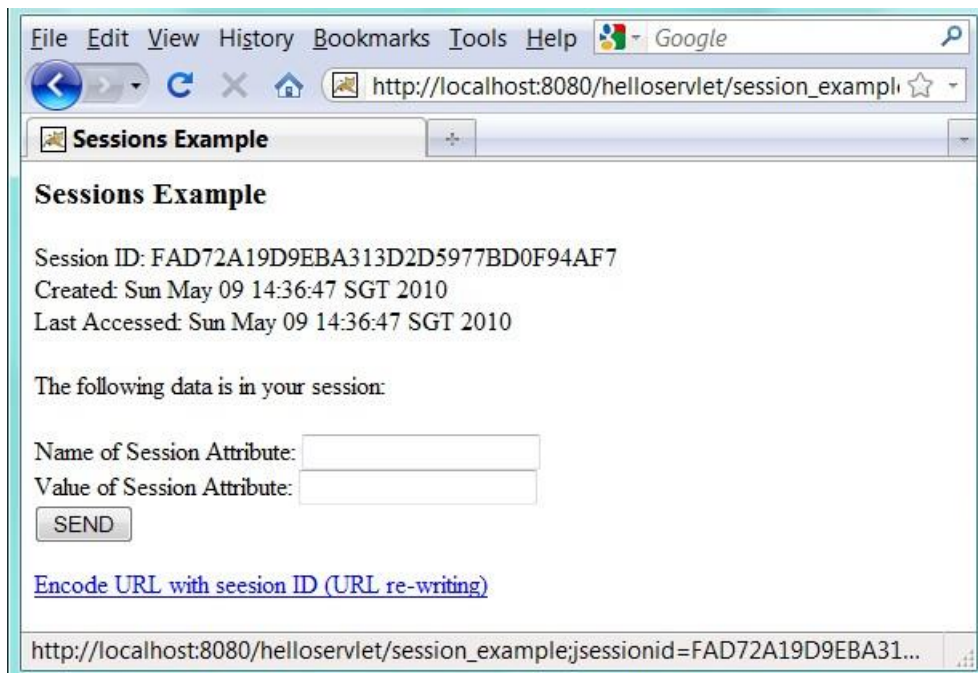 File Edit View History Bookmarks Tools Help Google
http://localhost:8080/helloservlet/session_exampl
Sessions Example
Sessions Example
Session ID: FAD72A19D9EBA313D2D5977BD0F94AF7
Created: Sun May 09 14:36:47 SGT 2010
Last Accessed: Sun May 09 14:36:47 SGT 2010
The following data is in your session:
Name of Session Attribute:
Value of Session Attribute:
SEND
Encode URL with seesion ID (URL re-writing)
http://localhost:8080/helloservlet/session_example;jsessionid=FAD72A19D9EBA31...